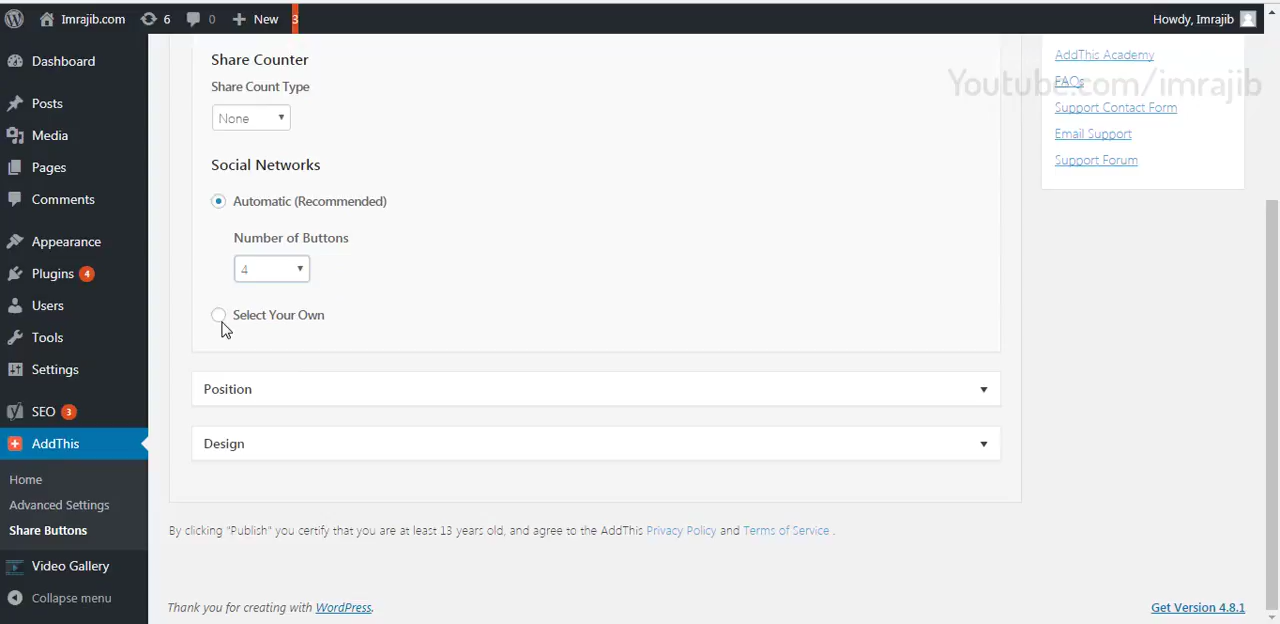 Imrajib.com 6 0 New 3 Howdy, Imrajib
Dashboard
Posts
Media
Pages
Comments
Appearance
Plugins 4
Users
Tools
Settings
SEO 3
AddThis
Home
Advanced Settings
Share Buttons
Video Gallery
Collapse menu
Share Counter
Share Count Type
None
Social Networks
Automatic (Recommended)
Number of Buttons
4
Select Your Own
Position
Design
By clicking "Publish" you certify that you are at least 13 years old, and agree to the AddThis Privacy Policy and Terms of Service .
Thank you for creating with WordPress.
Get Version 4.8.1
AddThis Academy
Youtube.com/imrajib
FAQs
Support Contact Form
Email Support
Support Forum